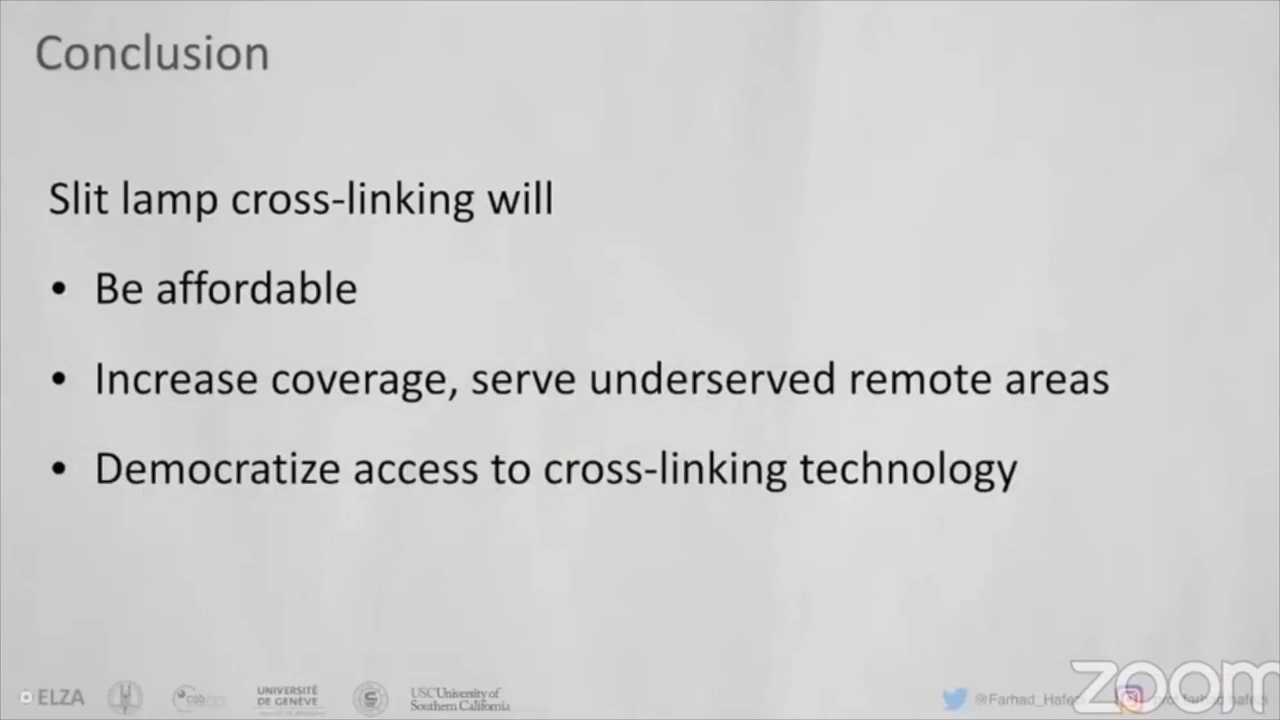 Conclusion
Slit lamp cross-linking will
• Be affordable
• Increase coverage, serve underserved remote areas
• Democratize access to cross-linking technology
ELZA
UNIVERSITÉ
DE GENÈVE
USC University of
Southern California
@Farhad_Hafe
zoom